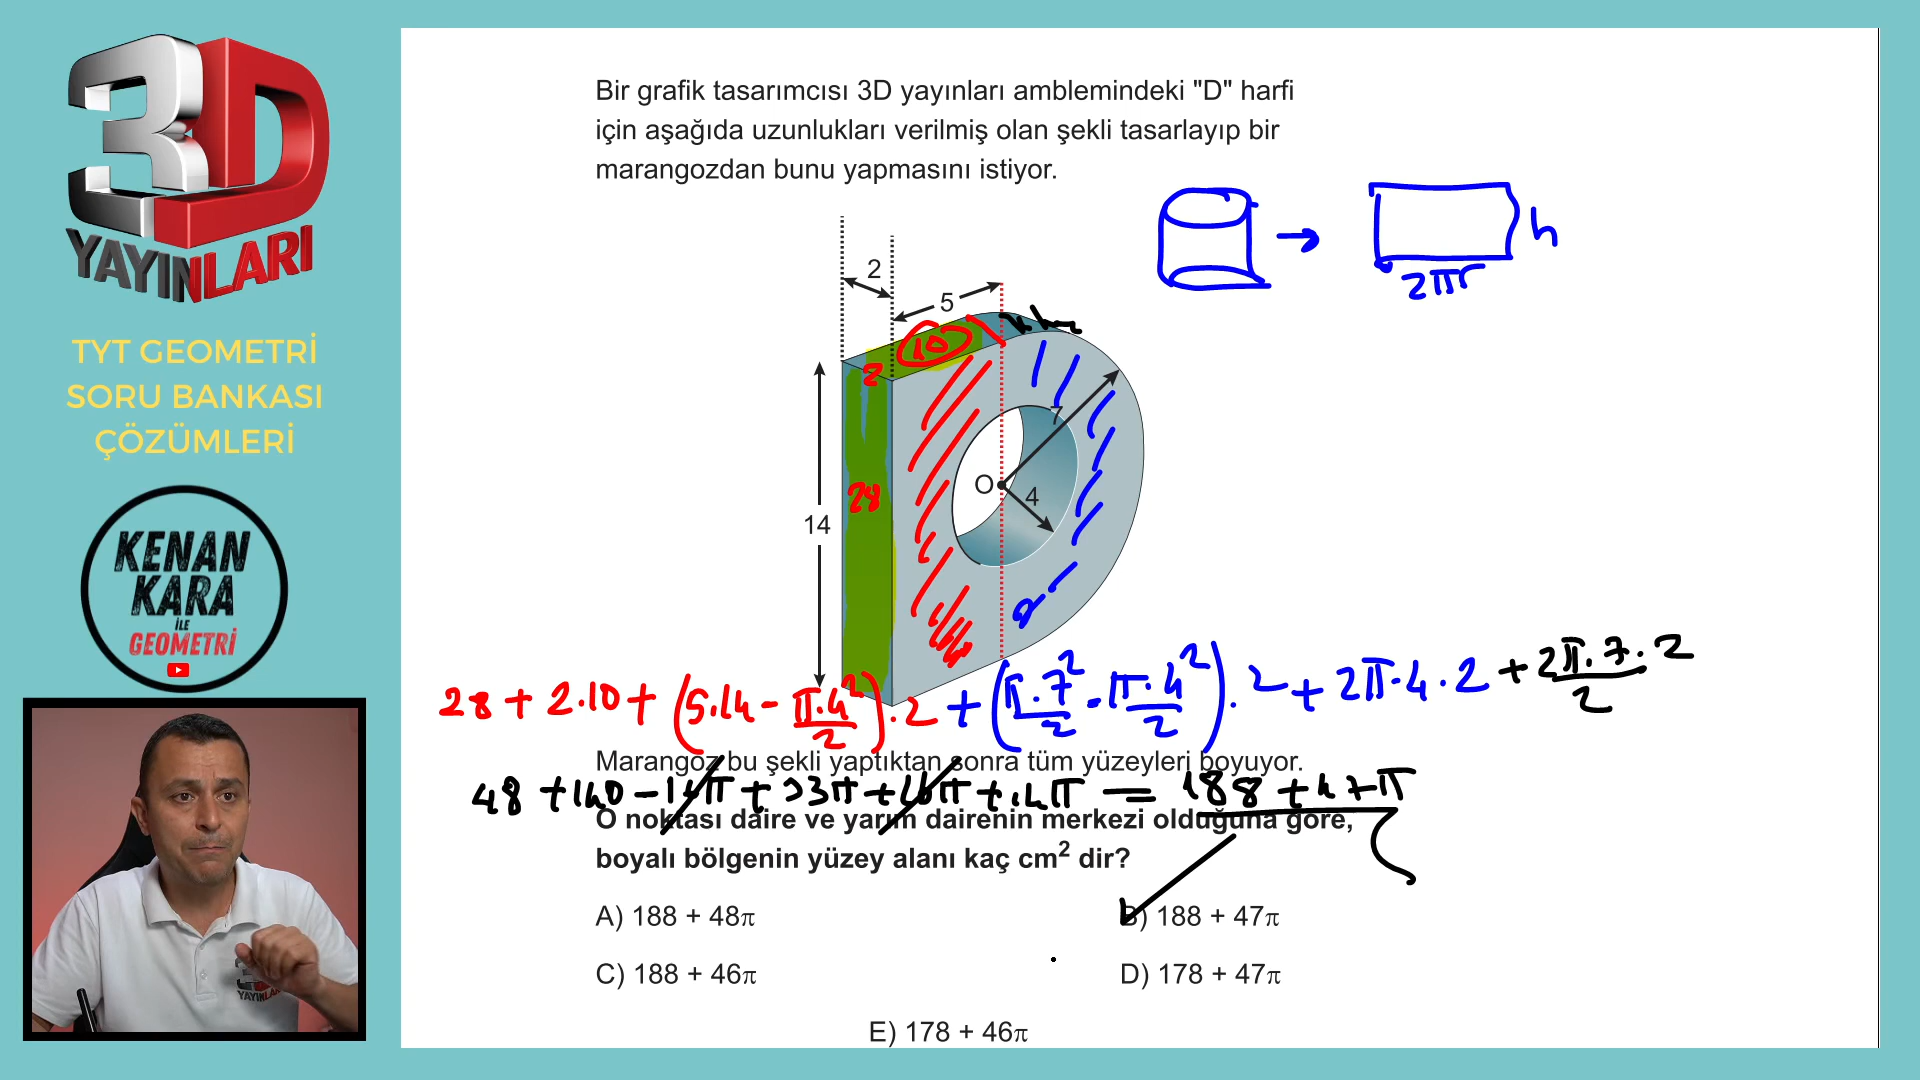 3D
YAYINLARI
TYT GEOMETRİ
SORU BANKASI
ÇÖZÜMLERİ
KENAN
KARA
İLE
GEOMETRİ
3D
YAYINLARI
Bir grafik tasarımcısı 3D yayınları amblemindeki "D" harfi
için aşağıda uzunlukları verilmiş olan şekli tasarlayıp bir
marangozdan bunu yapmasını istiyor.
h
2πr
2
5
10
2
7
28
O
4
14
28 + 2.10 + (5.14 - π.4²/2).2 + (π.7²/2 - π.4²/2).2 + 2π.4.2 + 2π.7.2/2
Marangoz bu şekli yaptıktan sonra tüm yüzeyleri boyuyor.
48 + 140 - 16π + 33π + 16π + 14π = 188 + 47π
O noktası daire ve yarım dairenin merkezi olduğuna göre,
boyalı bölgenin yüzey alanı kaç cm² dir?
A) 188 + 48π
B) 188 + 47π
C) 188 + 46π
D) 178 + 47π
E) 178 + 46π